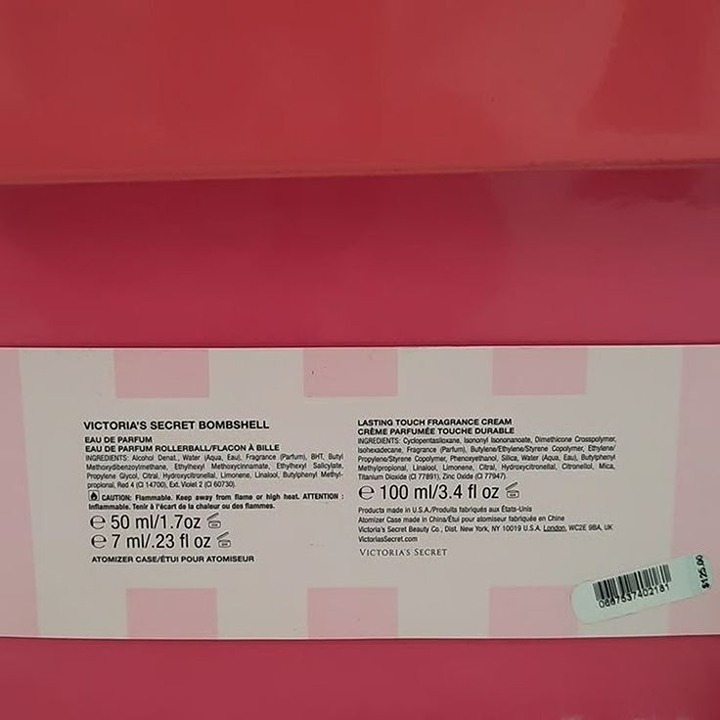 VICTORIA'S SECRET BOMBSHELL
EAU DE PARFUM
EAU DE PARFUM ROLLERBALL/FLACON À BILLE
INGREDIENTS: Alcohol Denat., Water (Aqua, Eau), Fragrance (Parfum), BHT, Butyl
Methoxydibenzoylmethane, Ethylhexyl Methoxycinnamate, Ethylhexyl Salicylate,
Propylene Glycol, Citral, Hydroxycitronellal, Limonene, Linalool, Butylphenyl Methyl-
propional, Red 4 (CI 14700), Ext. Violet 2 (CI 60730).
CAUTION: Flammable. Keep away from flame or high heat. ATTENTION :
Inflammable. Tenir à l'écart de la chaleur ou des flammes.
℮ 50 ml/1.7oz
℮ 7 ml/.23 fl oz
ATOMIZER CASE/ÉTUI POUR ATOMISEUR
LASTING TOUCH FRAGRANCE CREAM
CRÈME PARFUMÉE TOUCHE DURABLE
INGREDIENTS: Cyclopentasiloxane, Isononyl Isononanoate, Dimethicone Crosspolymer,
Isohexadecane, Fragrance (Parfum), Butylene/Ethylene/Styrene Copolymer, Ethylene/
Propylene/Styrene Copolymer, Phenoxyethanol, Silica, Water (Aqua, Eau), Butylphenyl
Methylpropional, Linalool, Limonene, Citral, Hydroxycitronellal, Citronellol, Mica,
Titanium Dioxide (CI 77891), Zinc Oxide (CI 77947).
℮ 100 ml/3.4 fl oz
Products made in U.S.A./Produits fabriqués aux États-Unis
Atomizer Case made in China/Étui pour atomiseur fabriquée en Chine
Victoria's Secret Beauty Co., Dist. New York, NY 10019 U.S.A. London, WC2E 9BA, UK
VictoriasSecret.com
VICTORIA'S SECRET
0667537402181
$125.00